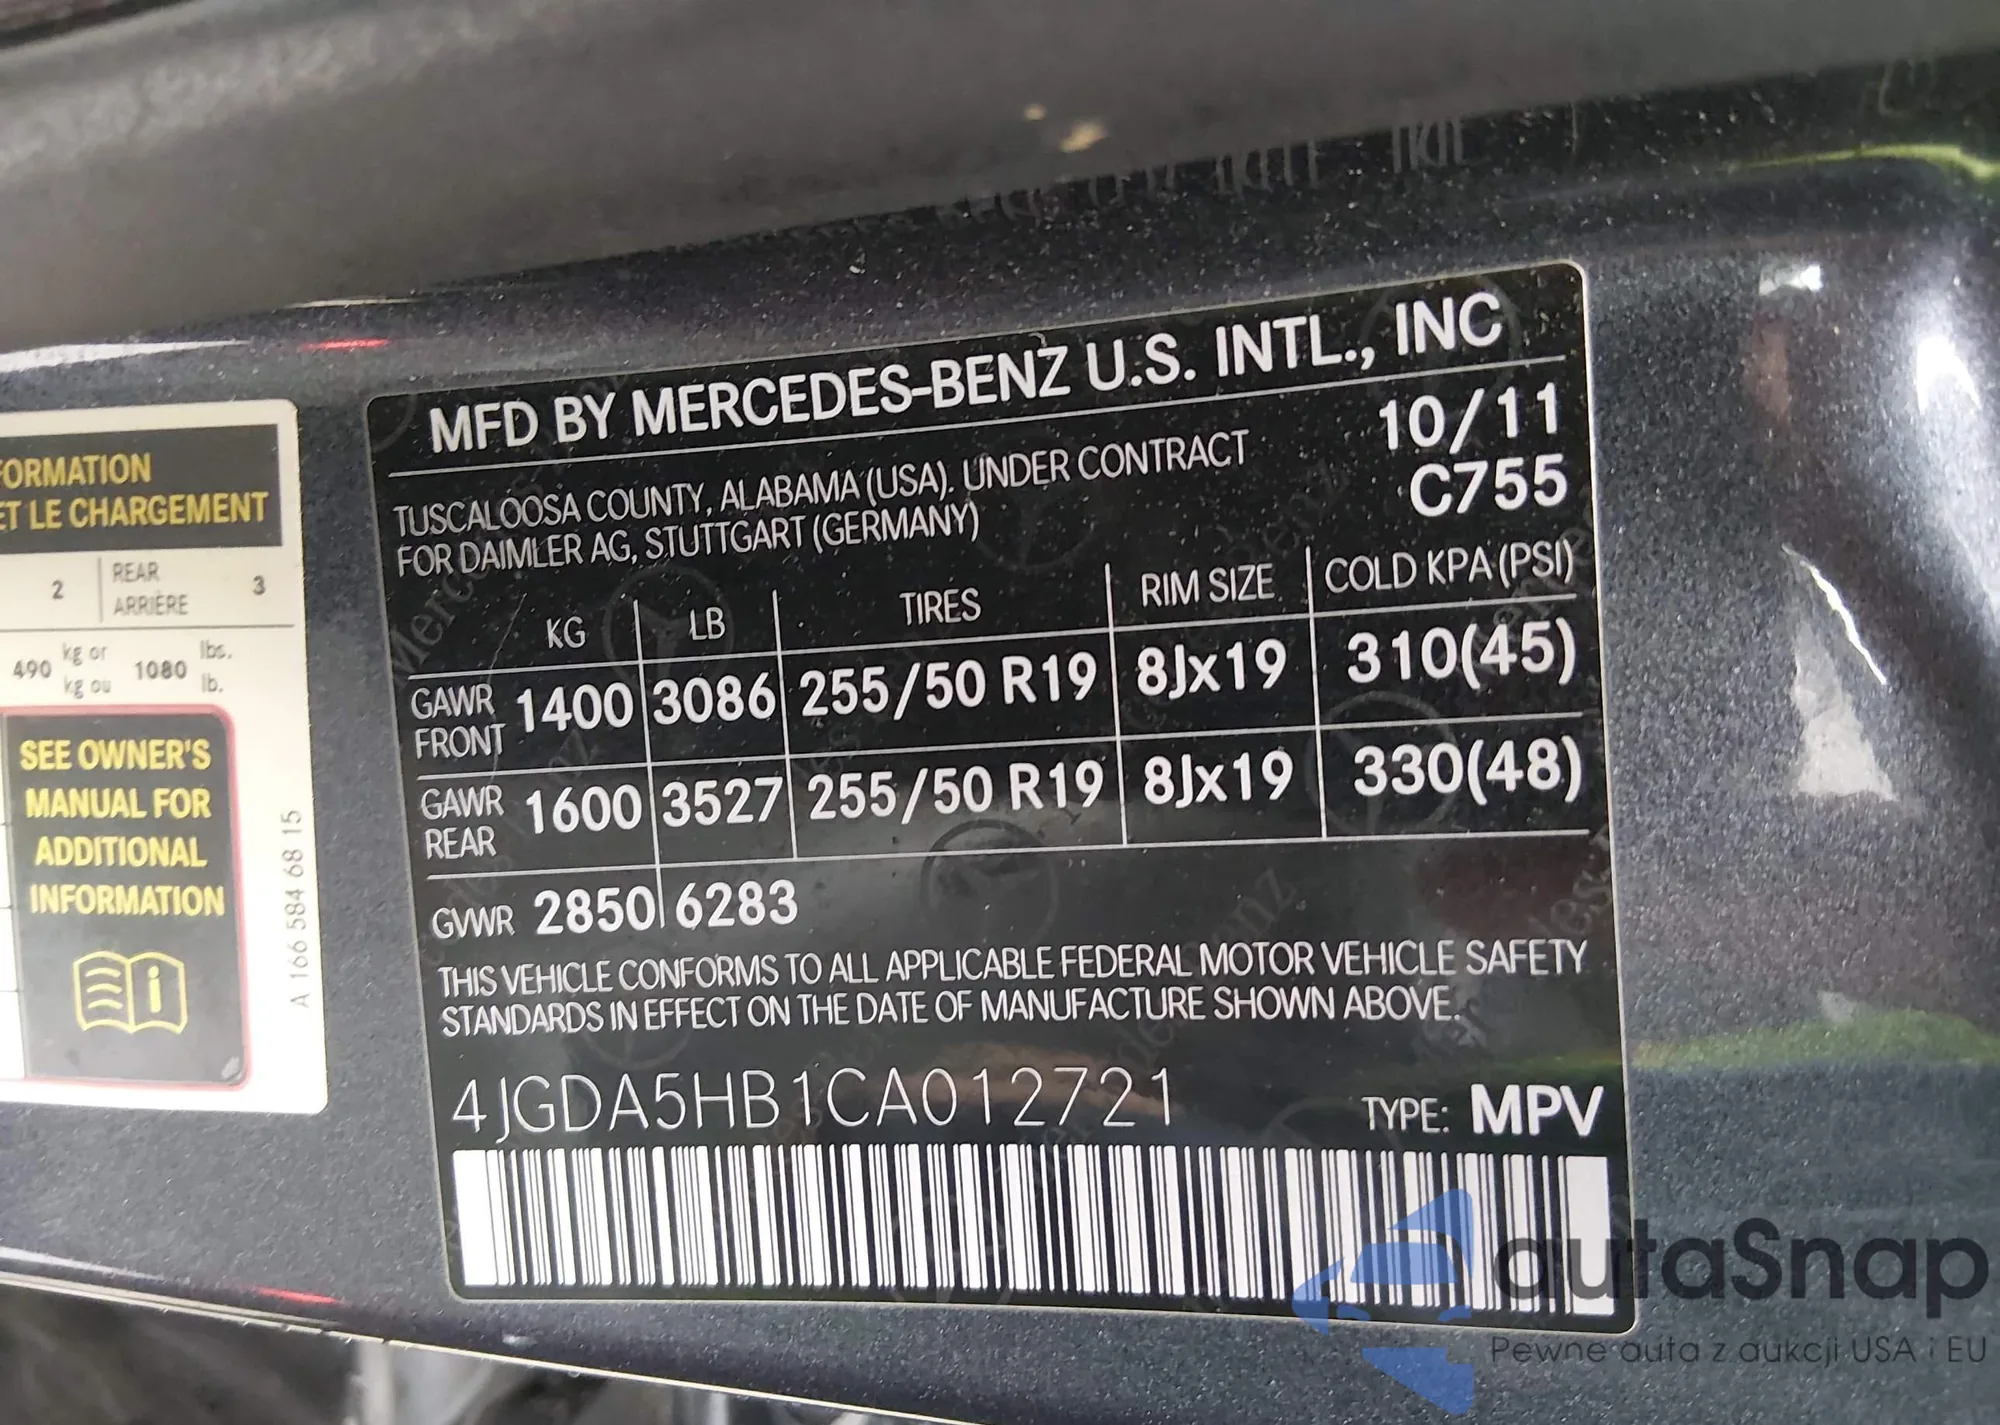 FORMATION
ET LE CHARGEMENT
2 REAR 3
ARRIÈRE
490 kg or 1080 lbs.
kg ou lb.
SEE OWNER'S
MANUAL FOR
ADDITIONAL
INFORMATION
A 166 584 68 15
MFD BY MERCEDES-BENZ U.S. INTL., INC
TUSCALOOSA COUNTY, ALABAMA (USA). UNDER CONTRACT 10/11
FOR DAIMLER AG, STUTTGART (GERMANY) C755
KG LB TIRES RIM SIZE COLD KPA (PSI)
GAWR FRONT 1400 3086 255/50 R19 8Jx19 310(45)
GAWR REAR 1600 3527 255/50 R19 8Jx19 330(48)
GVWR 2850 6283
THIS VEHICLE CONFORMS TO ALL APPLICABLE FEDERAL MOTOR VEHICLE SAFETY
STANDARDS IN EFFECT ON THE DATE OF MANUFACTURE SHOWN ABOVE.
4JGDA5HB1CA012721 TYPE: MPV
autaSnap
Pewne auta z aukcji USA i EU